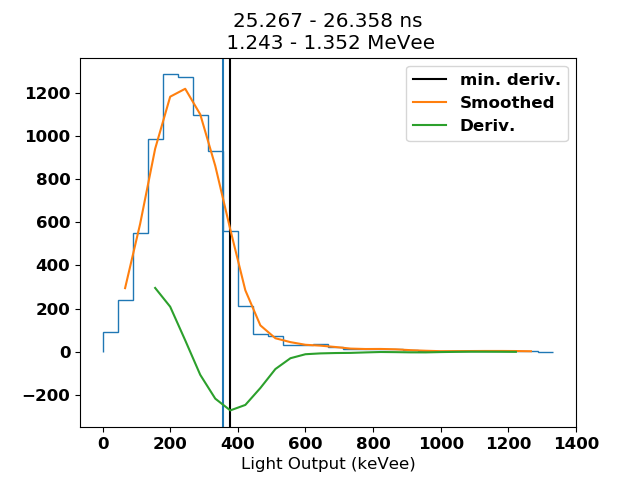 25.267 - 26.358 ns
1.243 - 1.352 MeVee
min. deriv.
Smoothed
Deriv.
1200
1000
800
600
400
200
0
−200
0 200 400 600 800 1000 1200 1400
Light Output (keVee)